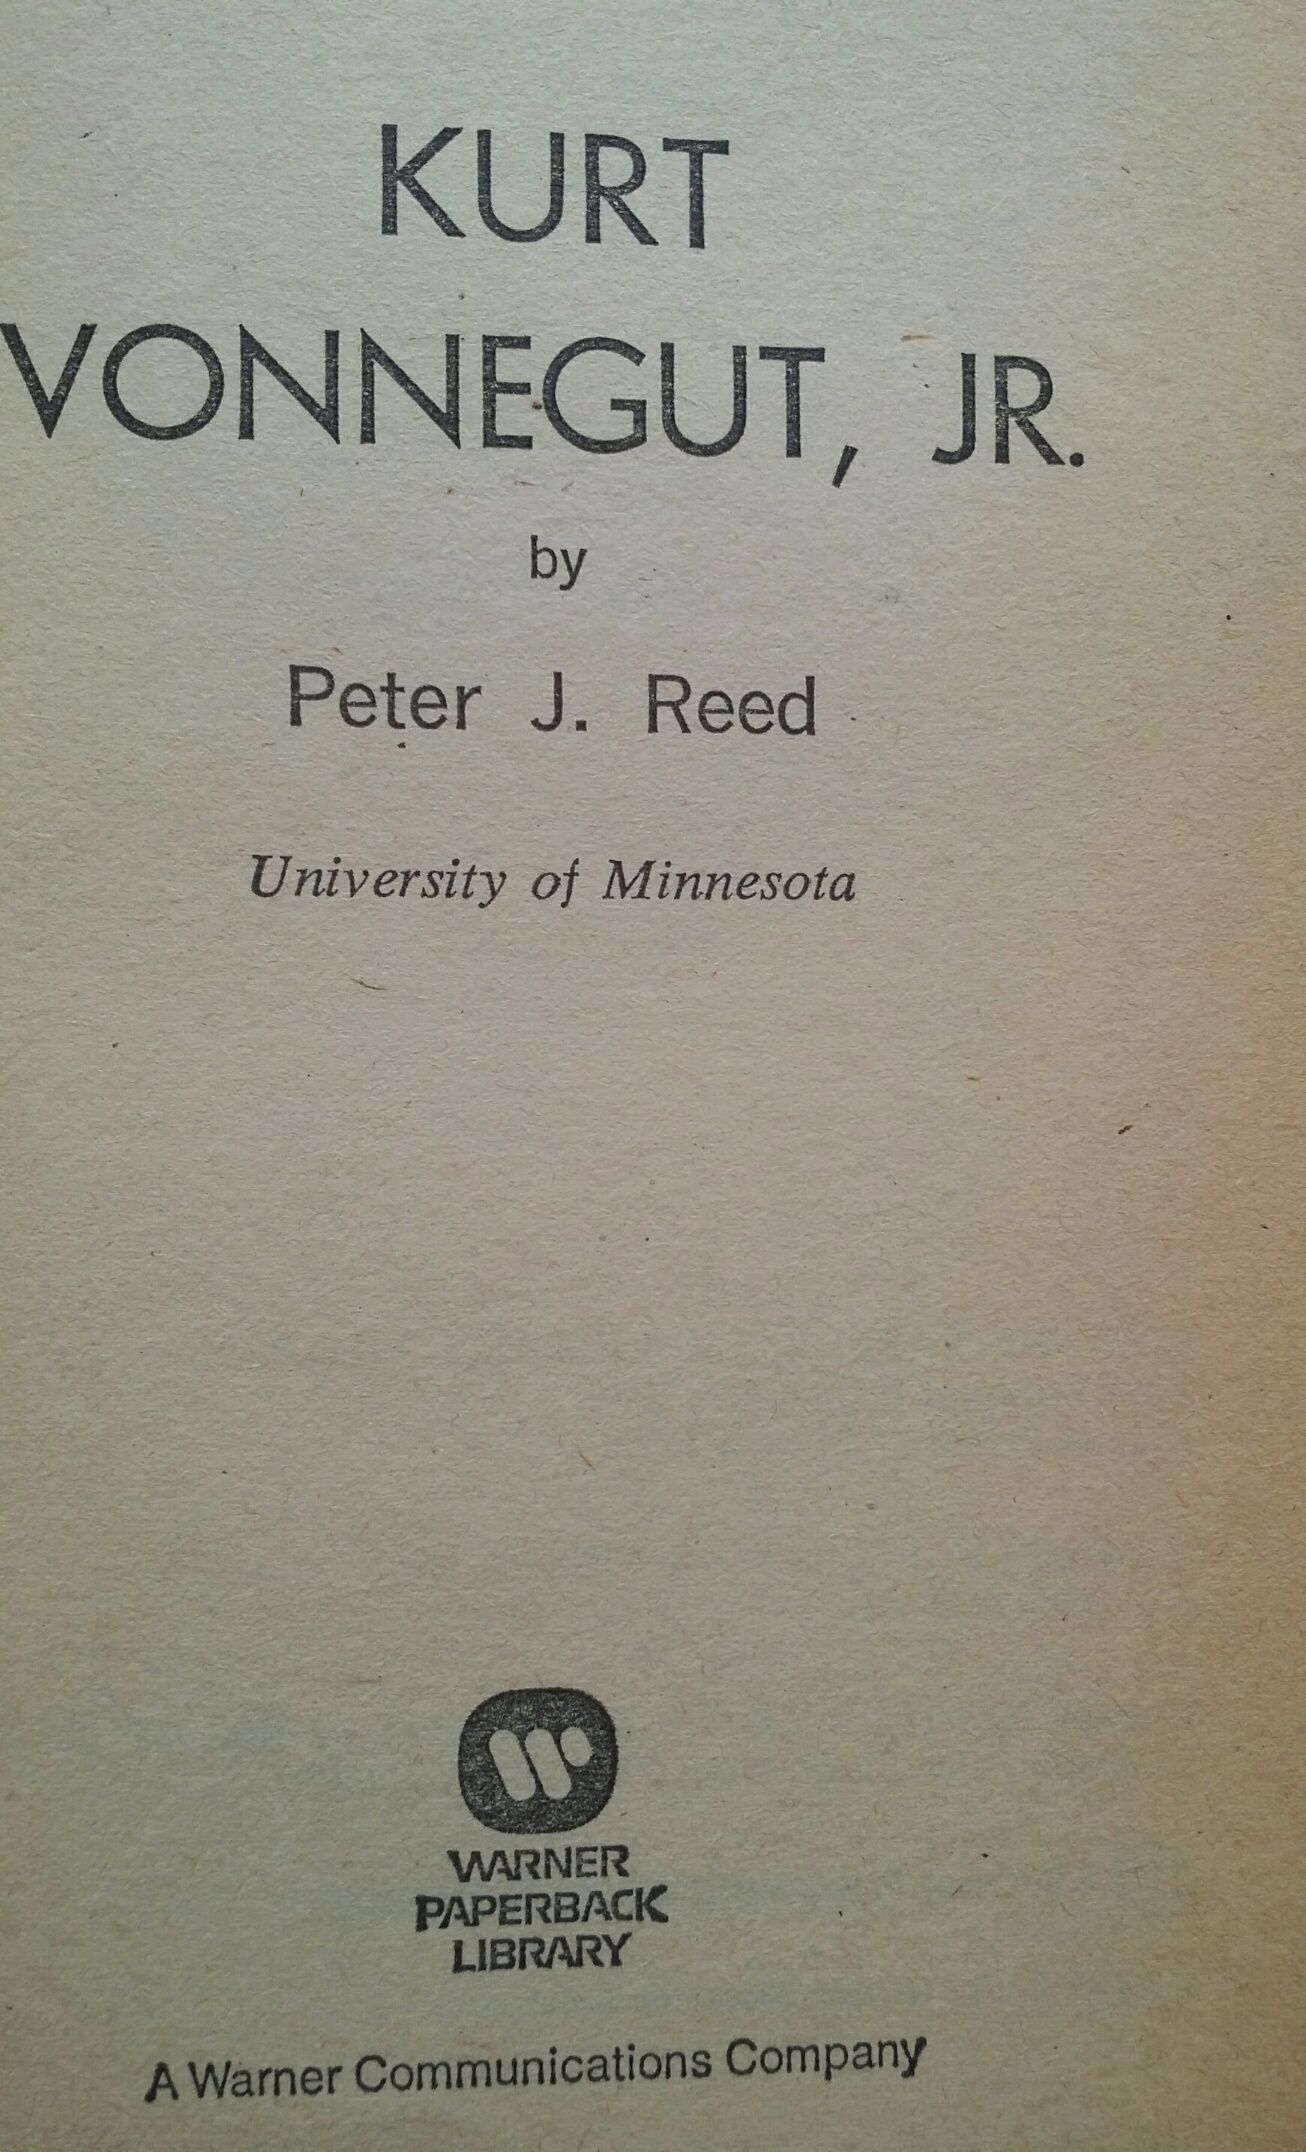 KURT
VONNEGUT, JR.
by
Peter J. Reed
University of Minnesota
W
WARNER
PAPERBACK
LIBRARY
A Warner Communications Company